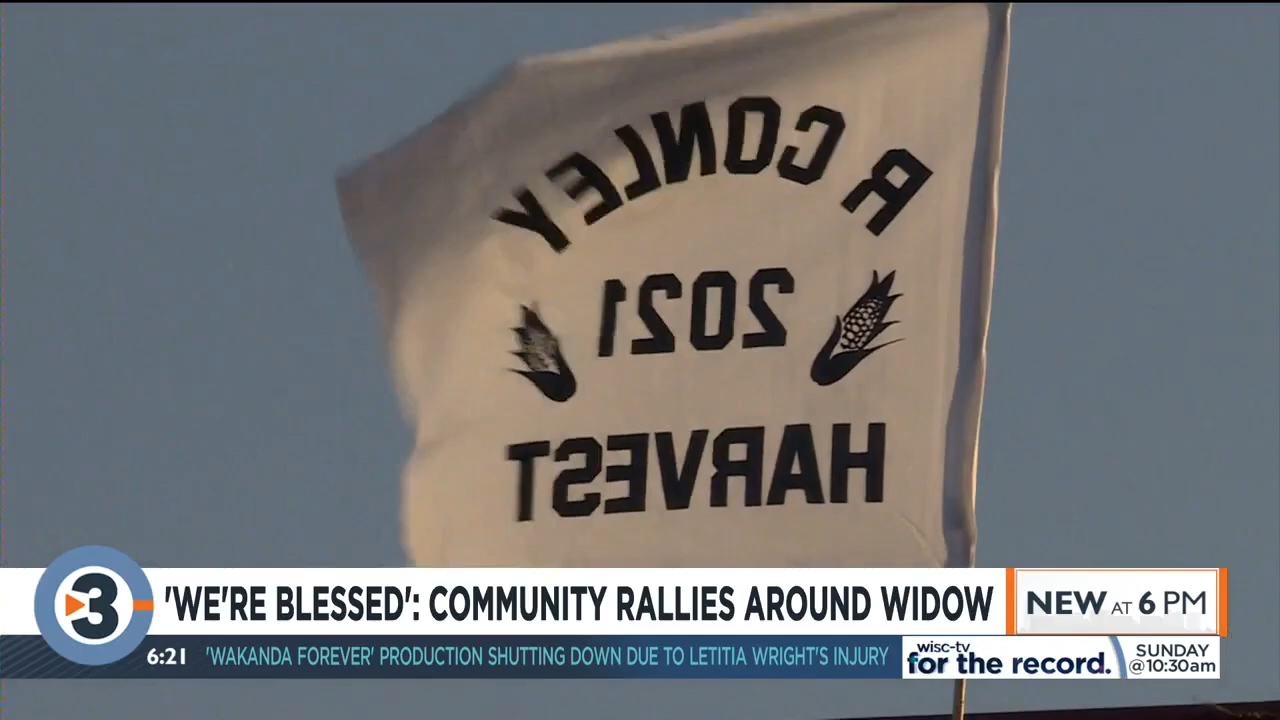 R CONLEY
2021
HARVEST
3
'WE'RE BLESSED': COMMUNITY RALLIES AROUND WIDOW
NEW AT 6 PM
6:21
'WAKANDA FOREVER' PRODUCTION SHUTTING DOWN DUE TO LETITIA WRIGHT'S INJURY
wisc-tv
for the record.
SUNDAY
@10:30am